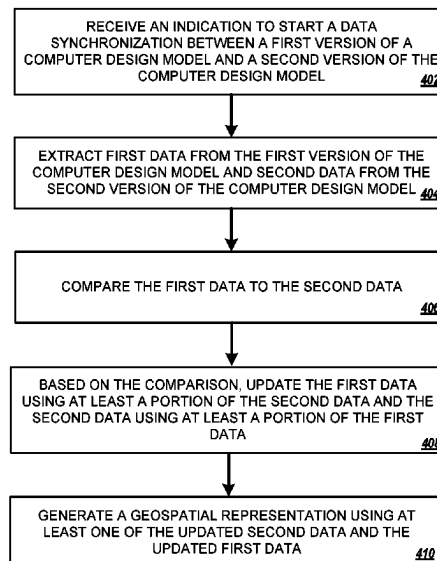 RECEIVE AN INDICATION TO START A DATA
SYNCHRONIZATION BETWEEN A FIRST VERSION OF A
COMPUTER DESIGN MODEL AND A SECOND VERSION OF THE
COMPUTER DESIGN MODEL
402
EXTRACT FIRST DATA FROM THE FIRST VERSION OF THE
COMPUTER DESIGN MODEL AND SECOND DATA FROM THE
SECOND VERSION OF THE COMPUTER DESIGN MODEL
404
COMPARE THE FIRST DATA TO THE SECOND DATA
406
BASED ON THE COMPARISON, UPDATE THE FIRST DATA
USING AT LEAST A PORTION OF THE SECOND DATA AND THE
SECOND DATA USING AT LEAST A PORTION OF THE FIRST
DATA
408
GENERATE A GEOSPATIAL REPRESENTATION USING AT
LEAST ONE OF THE UPDATED SECOND DATA AND THE
UPDATED FIRST DATA
410